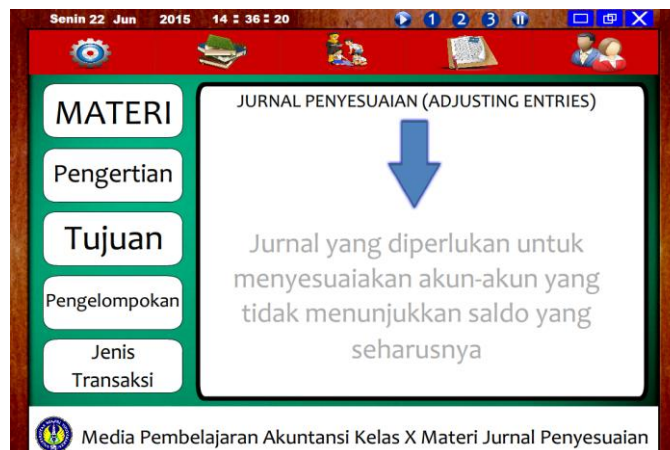 Senin 22 Jun 2015 14 : 36 : 20
1 2 3
MATERI
Pengertian
Tujuan
Pengelompokan
Jenis
Transaksi
JURNAL PENYESUAIAN (ADJUSTING ENTRIES)
Jurnal yang diperlukan untuk
menyesuaiakan akun-akun yang
tidak menunjukkan saldo yang
seharusnya
Media Pembelajaran Akuntansi Kelas X Materi Jurnal Penyesuaian